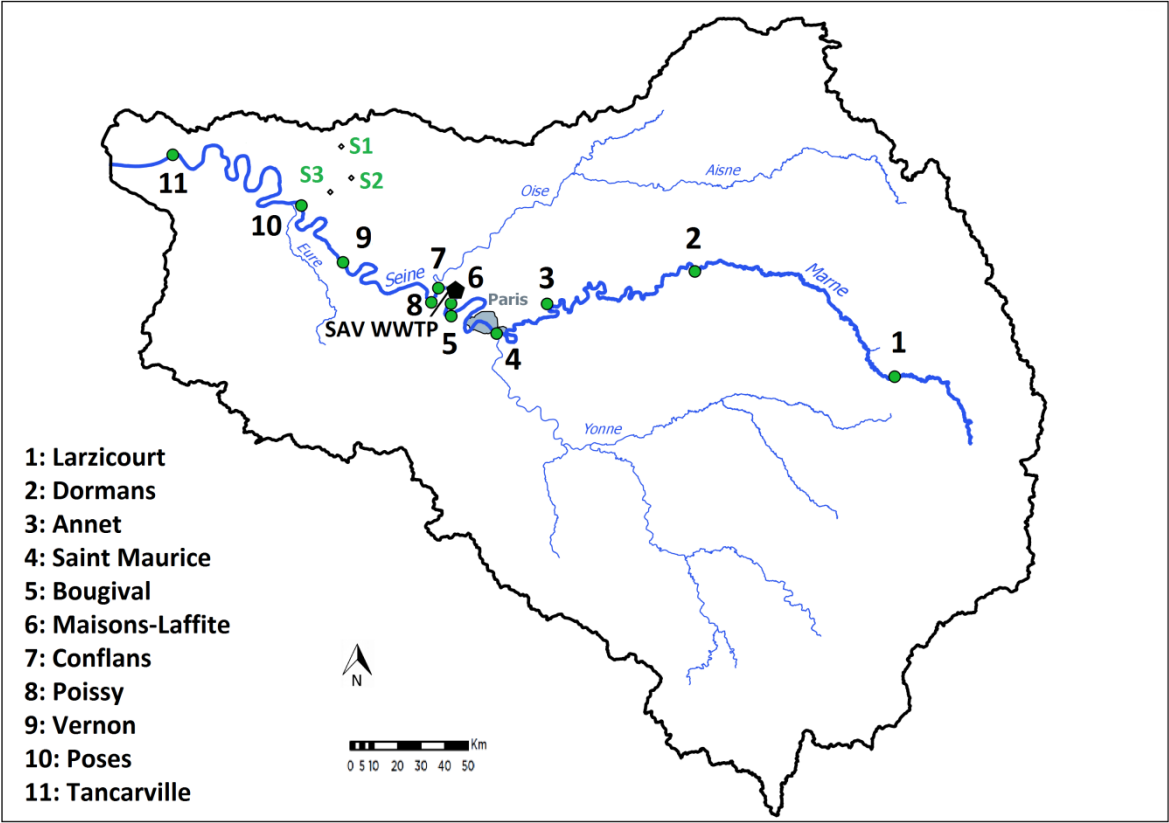 S1
S2
S3
11
10
9
Eure
Seine
Oise
Aisne
7
6
8
5
SAV WWTP
Paris
4
3
2
Marne
1
Yonne
1: Larzicourt
2: Dormans
3: Annet
4: Saint Maurice
5: Bougival
6: Maisons-Laffite
7: Conflans
8: Poissy
9: Vernon
10: Poses
11: Tancarville
N
Km
0 5 10 20 30 40 50